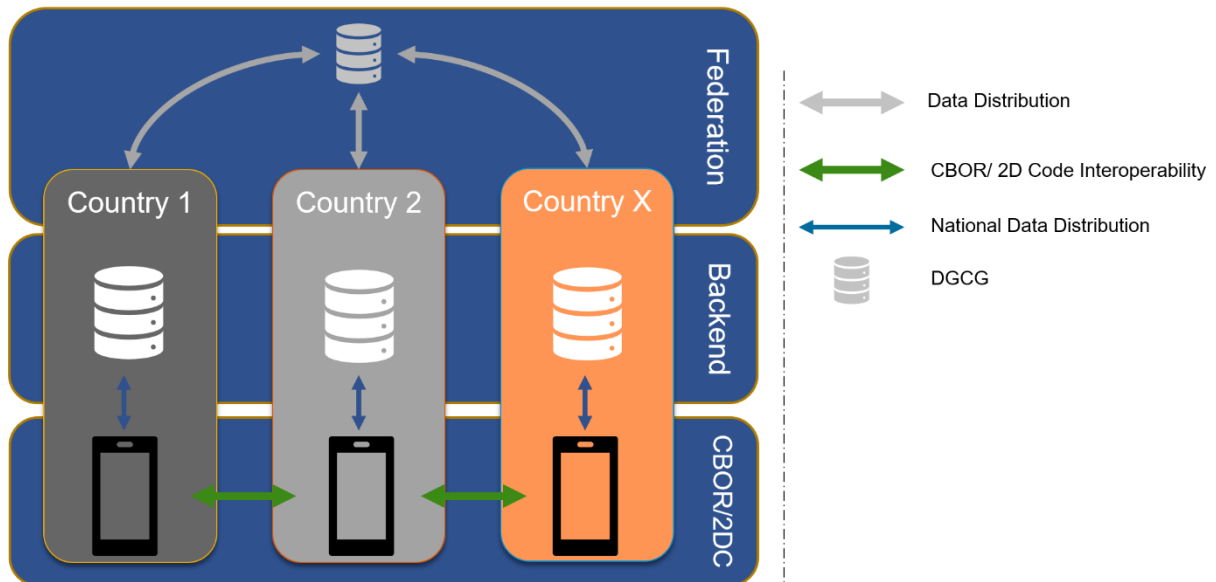 Federation
Country 1
Country 2
Country X
Backend
CBOR/2DC
Data Distribution
CBOR/ 2D Code Interoperability
National Data Distribution
DGCG